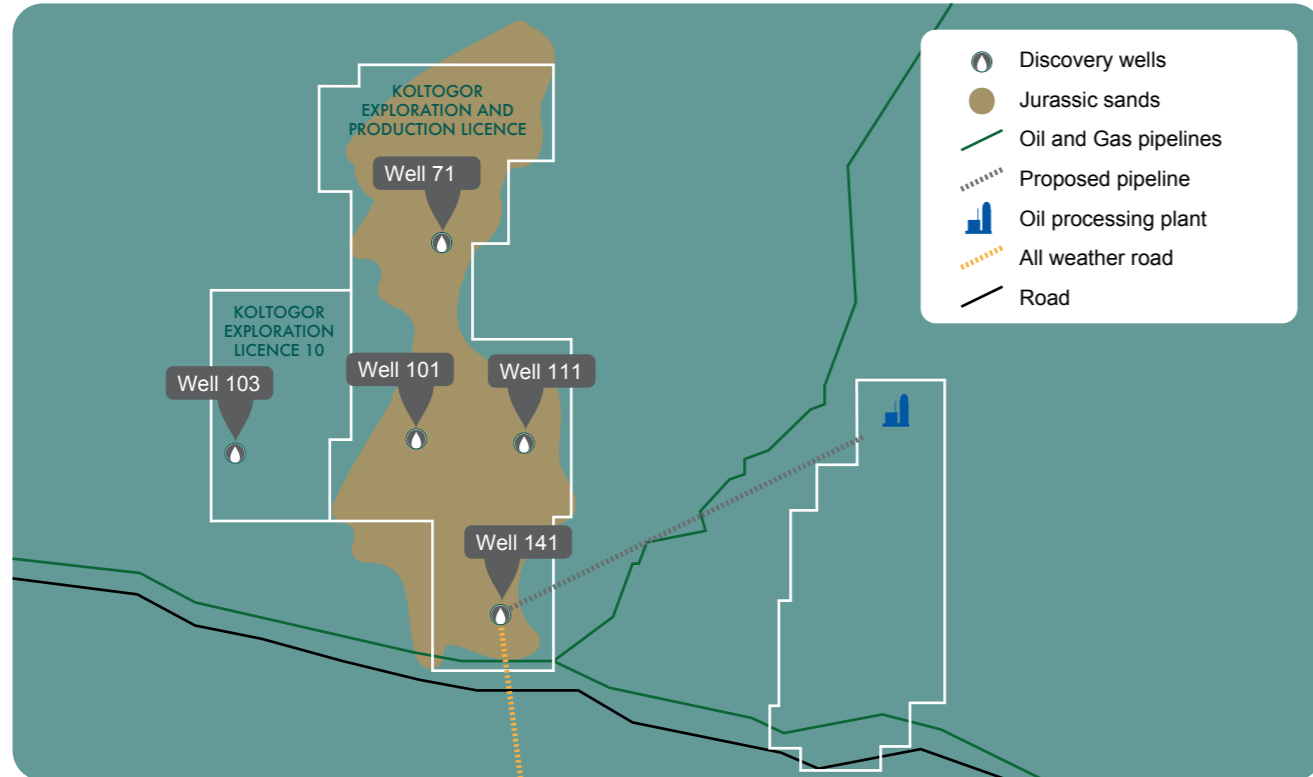 KOLTOGOR
EXPLORATION AND
PRODUCTION LICENCE
Well 71
KOLTOGOR
EXPLORATION
LICENCE 10
Well 103
Well 101
Well 111
Well 141
Discovery wells
Jurassic sands
Oil and Gas pipelines
Proposed pipeline
Oil processing plant
All weather road
Road